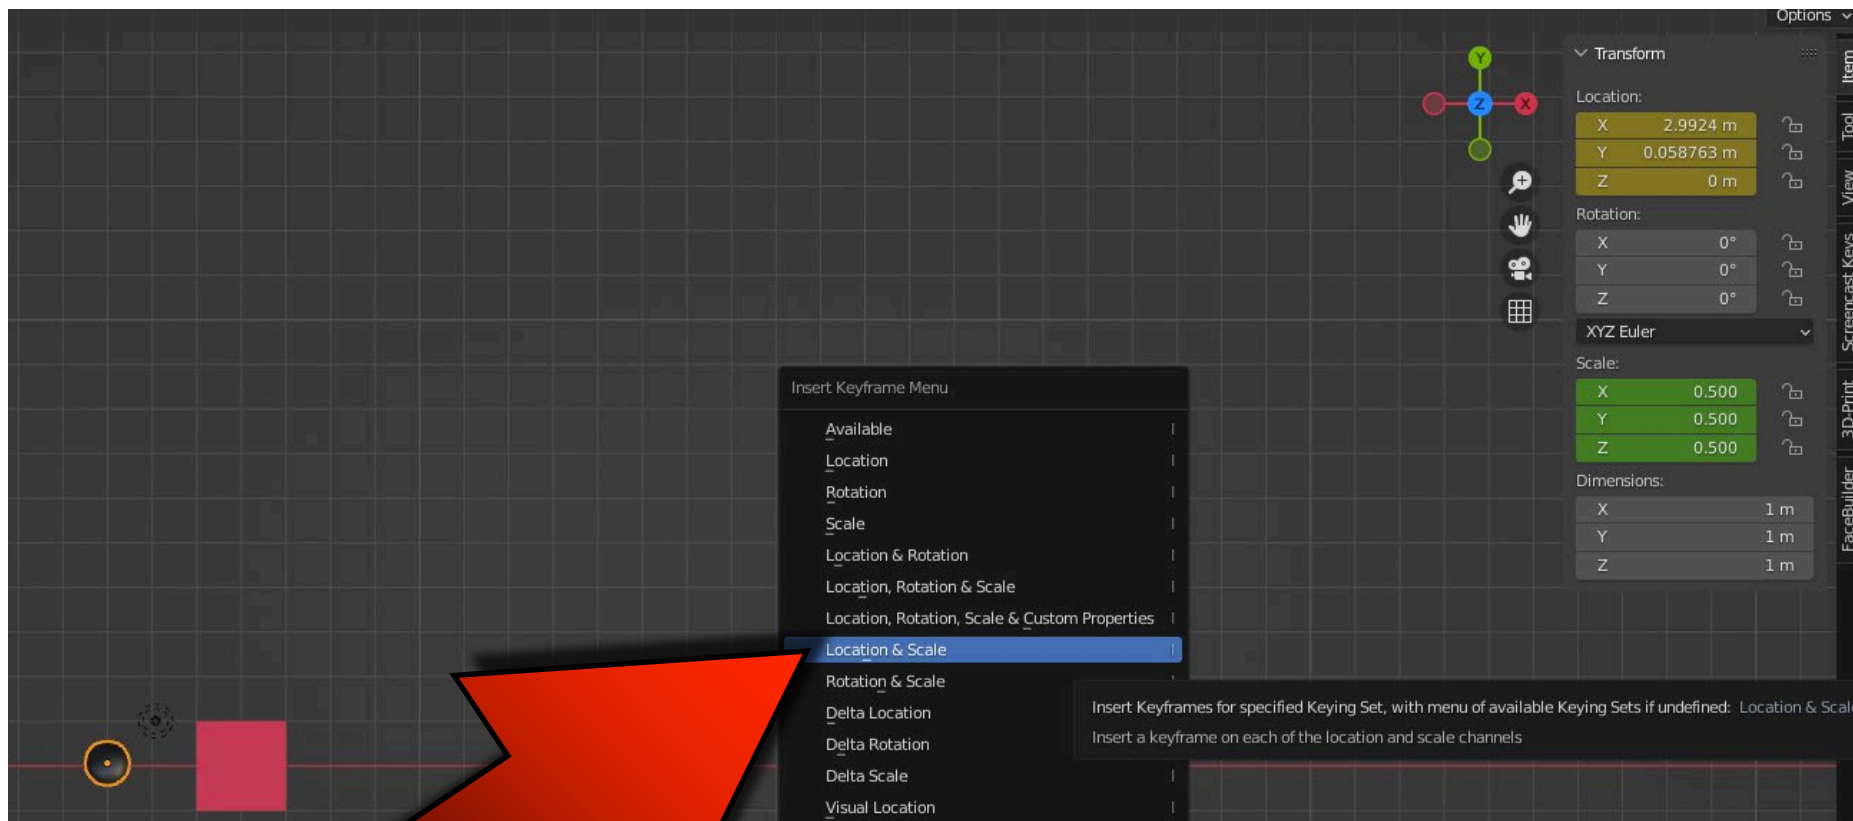 Options
Transform
Location:
X 2.9924 m
Y 0.058763 m
Z 0 m
Rotation:
X 0°
Y 0°
Z 0°
XYZ Euler
Scale:
X 0.500
Y 0.500
Z 0.500
Dimensions:
X 1 m
Y 1 m
Z 1 m
Item
Tool
View
Screencast Keys
3D-Print
FaceBuilder
Y
Z
X
Insert Keyframe Menu
Available
Location
Rotation
Scale
Location & Rotation
Location, Rotation & Scale
Location, Rotation, Scale & Custom Properties
Location & Scale
Rotation & Scale
Delta Location
Delta Rotation
Delta Scale
Visual Location
Insert Keyframes for specified Keying Set, with menu of available Keying Sets if undefined: Location & Scale
Insert a keyframe on each of the location and scale channels